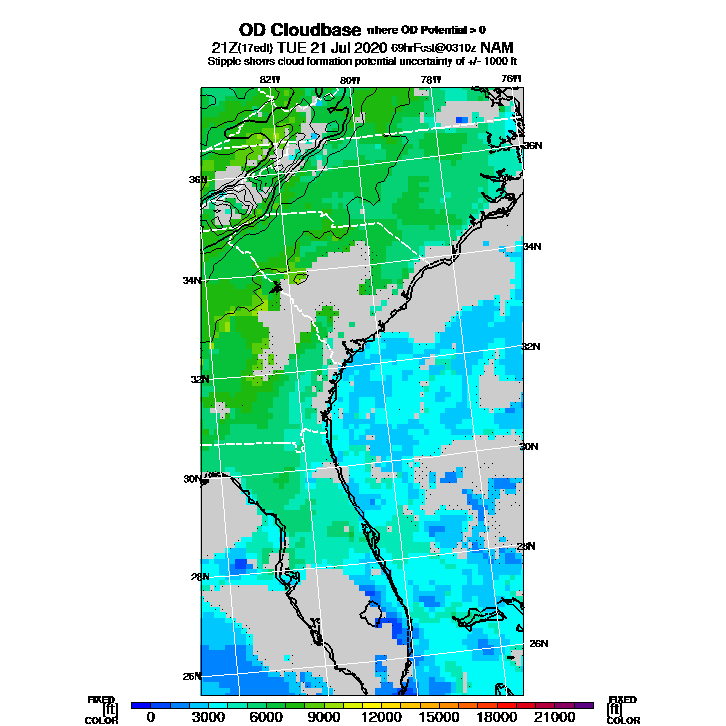 OD Cloudbase where OD Potential > 0
21Z(17edt) TUE 21 Jul 2020 69hrFcst@0310z NAM
Stipple shows cloud formation potential uncertainty of +/- 1000 ft
82W 80W 78W 76W
36N 36N
34N 34N
32N 32N
30N 30N
28N 28N
26N 26N
FIXED FIXED
[ft] 0 3000 6000 9000 12000 15000 18000 21000 [ft]
COLOR COLOR